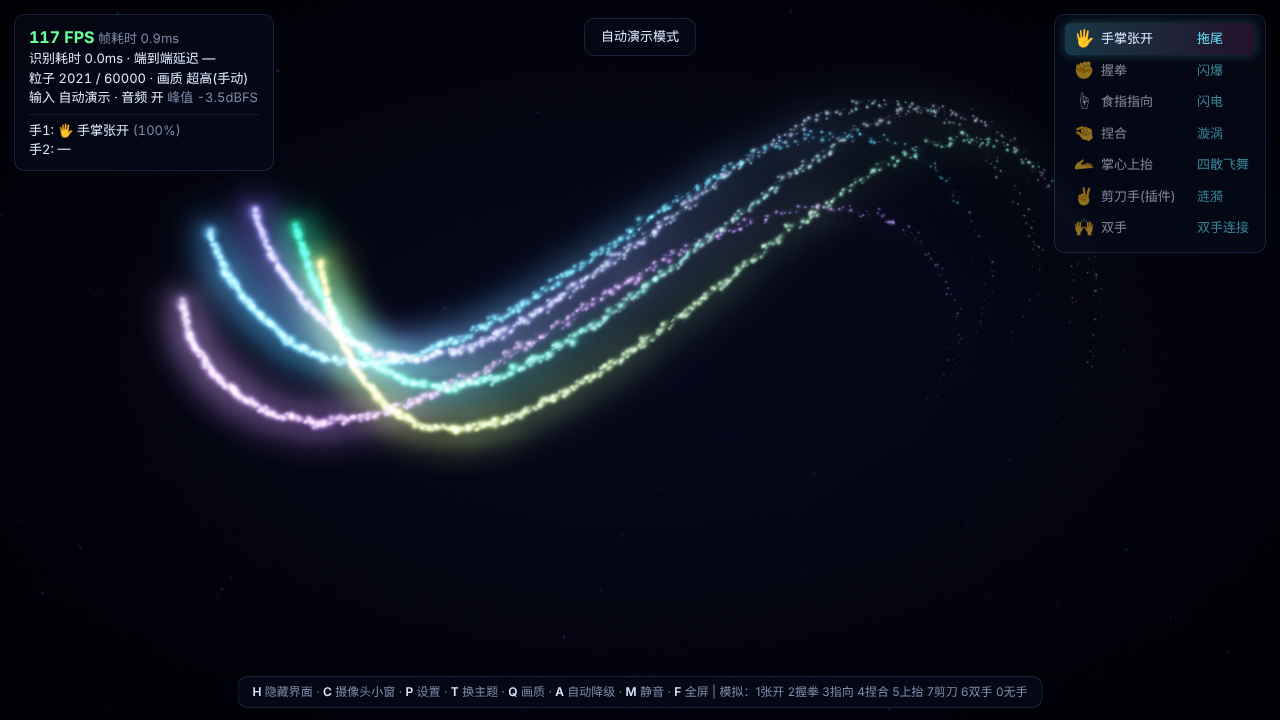 117 FPS 帧耗时 0.9ms
识别耗时 0.0ms · 端到端延迟 —
粒子 2021 / 60000 · 画质 超高(手动)
输入 自动演示 · 音频 开 峰值 -3.5dBFS
手1: 🖐 手掌张开 (100%)
手2: —
自动演示模式
🖐 手掌张开 拖尾
✊ 握拳 闪爆
☝ 食指指向 闪电
🤏 捏合 漩涡
🫴 掌心上抬 四散飞舞
✌ 剪刀手(插件) 涟漪
🙌 双手 双手连接
H 隐藏界面 · C 摄像头小窗 · P 设置 · T 换主题 · Q 画质 · A 自动降级 · M 静音 · F 全屏 | 模拟：1张开 2握拳 3指向 4捏合 5上抬 7剪刀 6双手 0无手